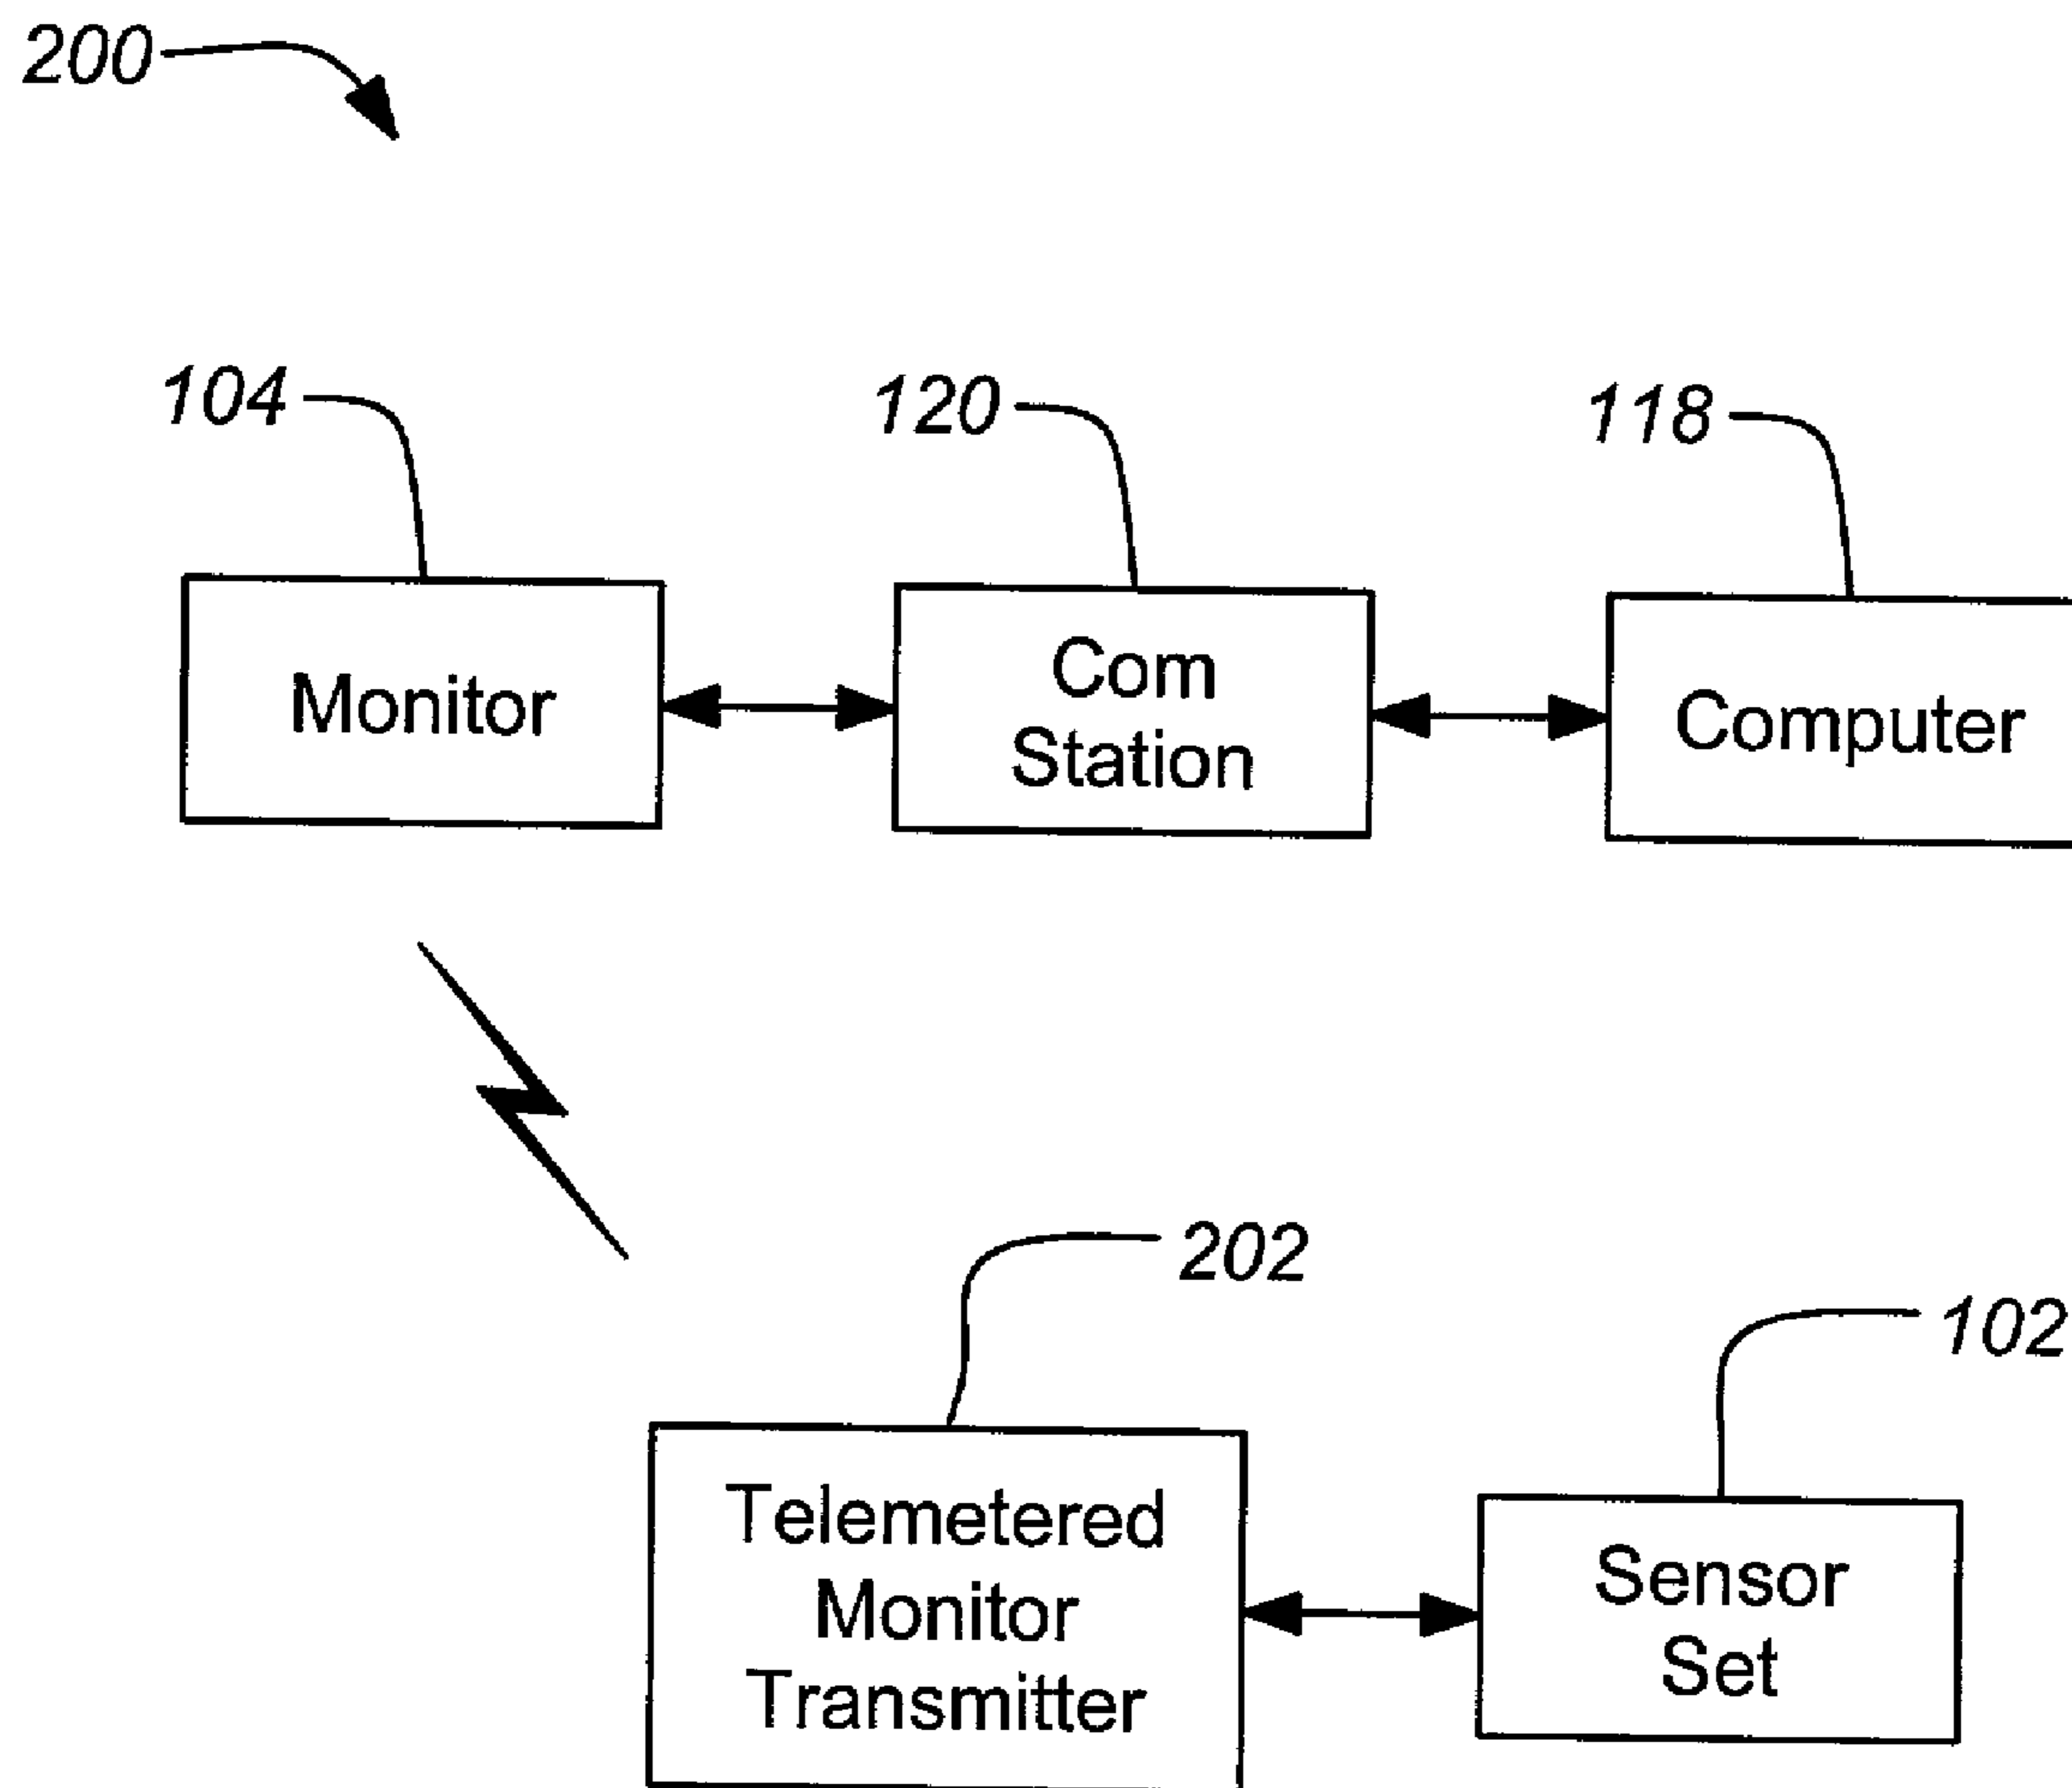 200
104
120
118
Monitor
Com
Station
Computer
202
102
Telemetered
Monitor
Transmitter
Sensor
Set